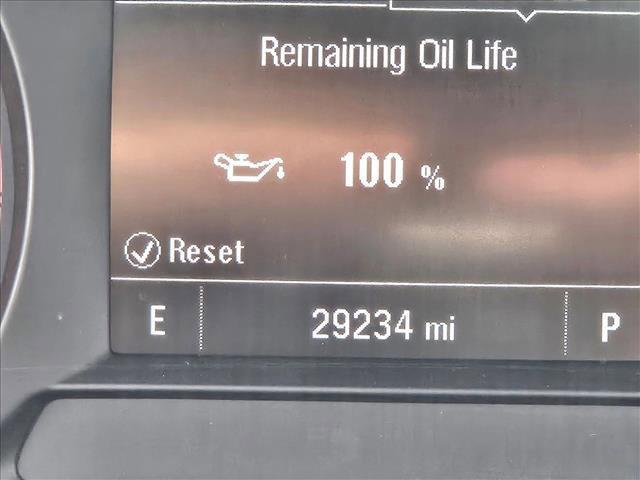 Remaining Oil Life
100 %
Reset
E 29234 mi P